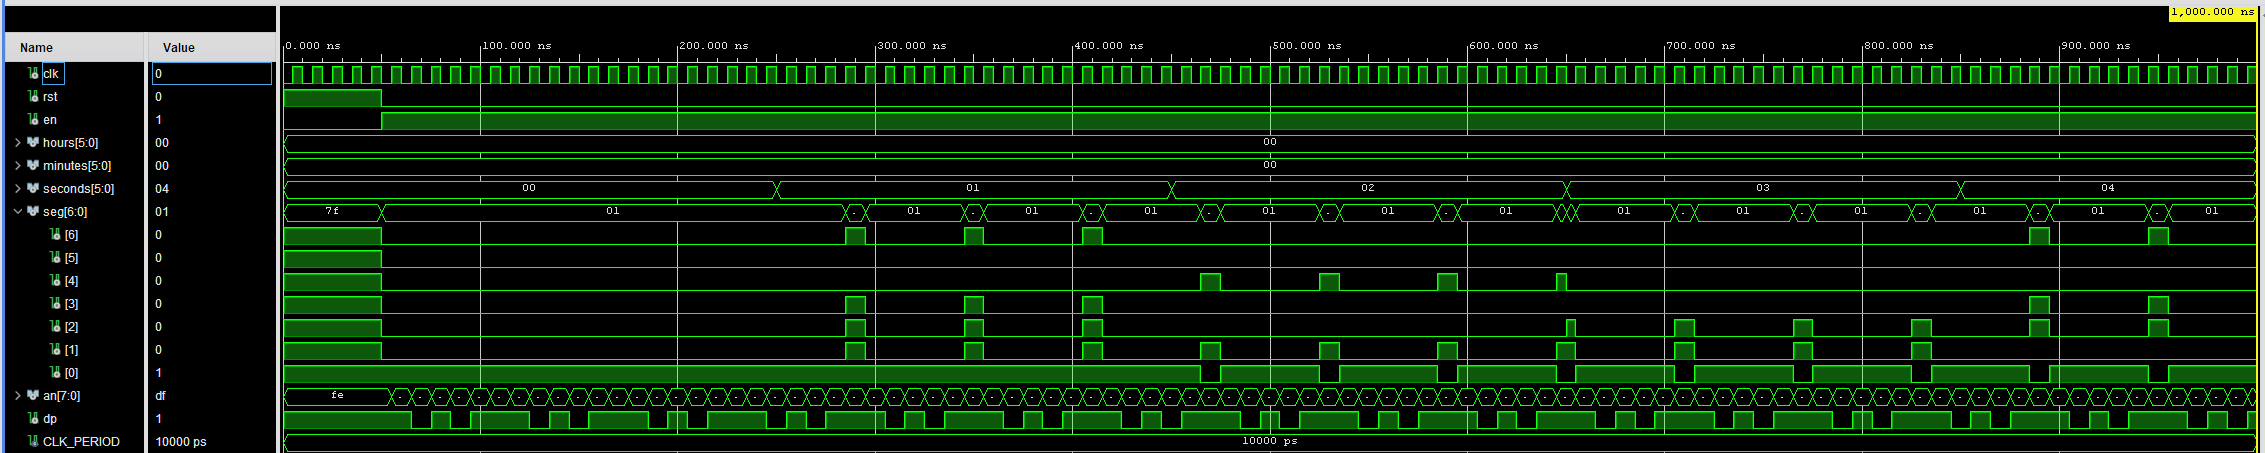 1,000.000 ns
Name Value 0.000 ns 100.000 ns 200.000 ns 300.000 ns 400.000 ns 500.000 ns 600.000 ns 700.000 ns 800.000 ns 900.000 ns
clk 0
rst 0
en 1
hours[5:0] 00 00
minutes[5:0] 00 00
seconds[5:0] 04 00 01 02 03 04
seg[6:0] 01 7f 01 . 01 . 01 . 01 . 01 . 01 . 01 01 . 01 . 01 . 01 . 01 . 01
[6] 0
[5] 0
[4] 0
[3] 0
[2] 0
[1] 0
[0] 1
an[7:0] df fe
dp 1
CLK_PERIOD 10000 ps 10000 ps